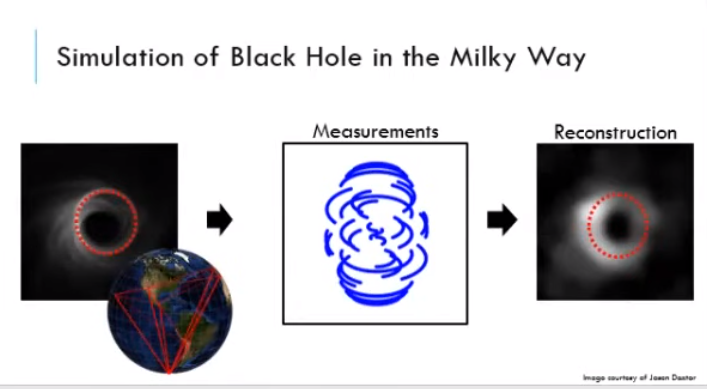 Simulation of Black Hole in the Milky Way
Measurements
Reconstruction
Image courtesy of Jason Dexter